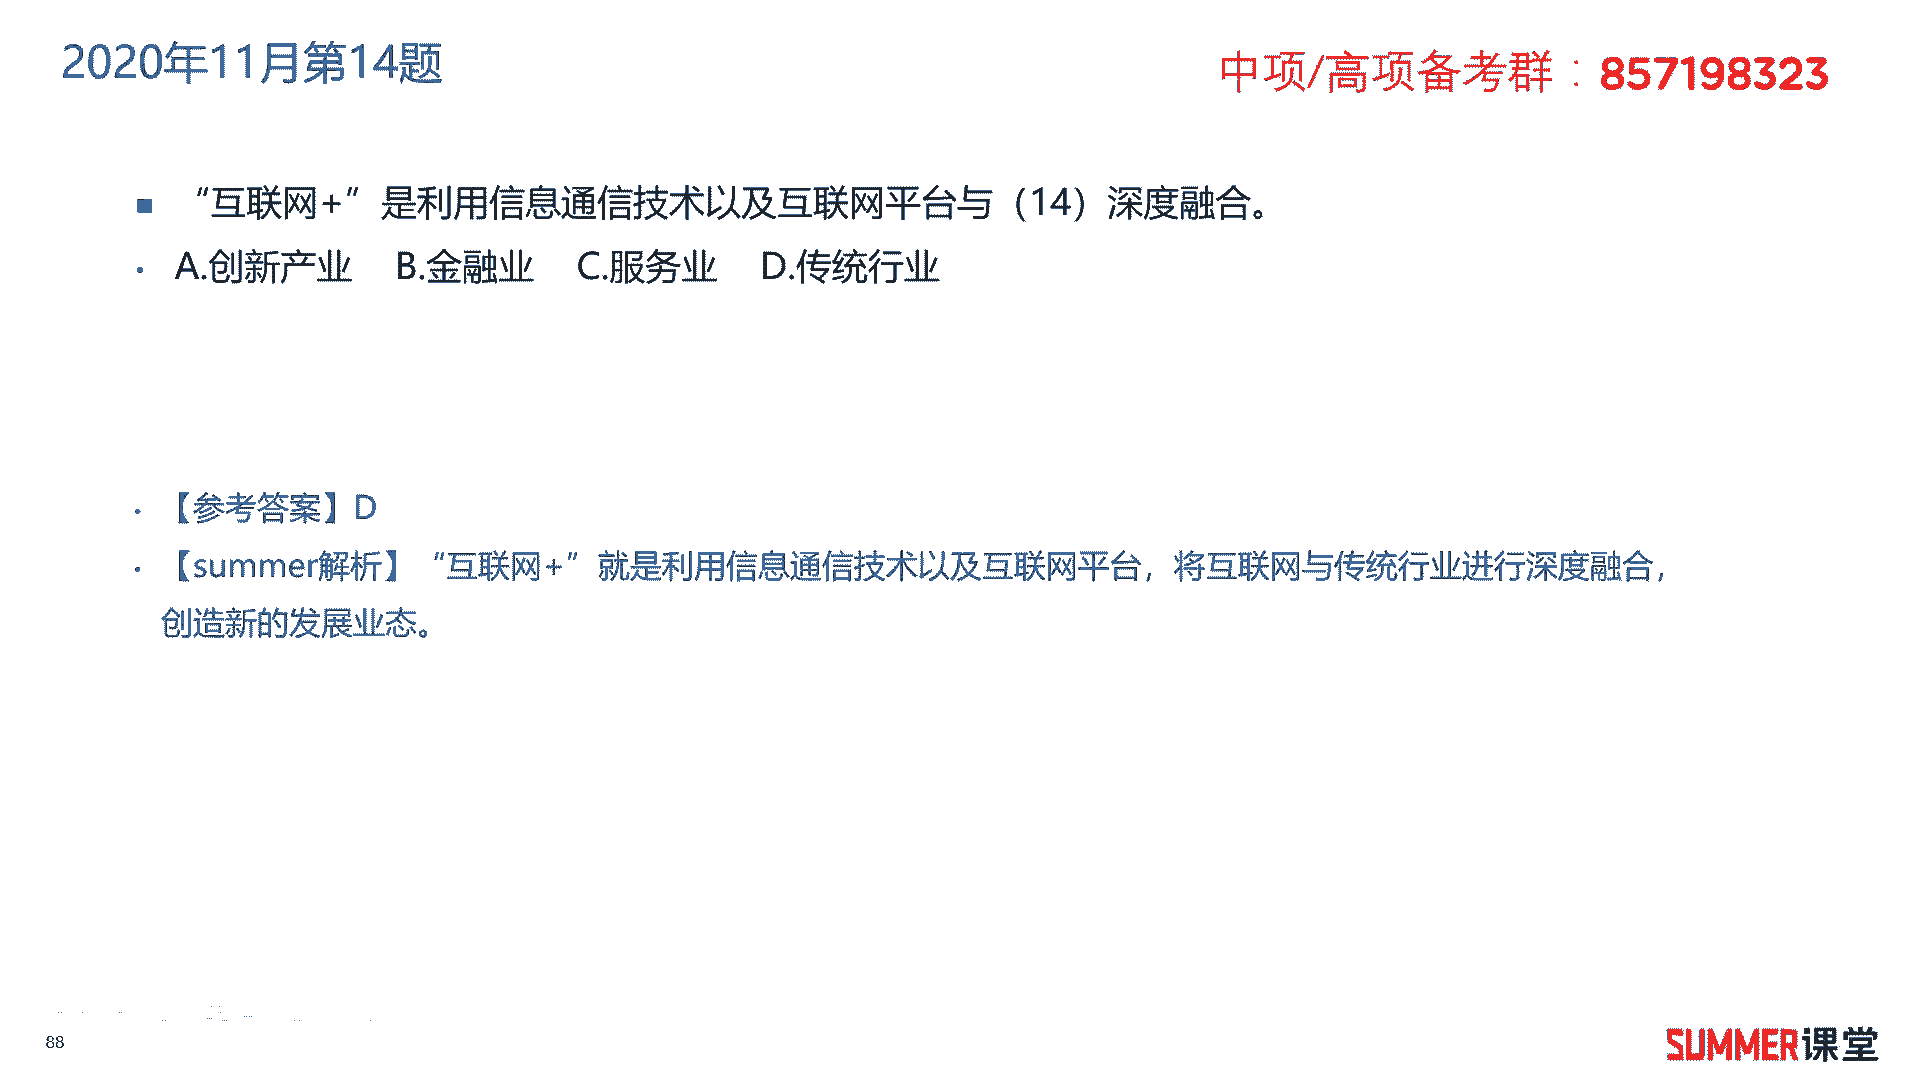 2020年11月第14题
中项/高项备考群：857198323
“互联网+”是利用信息通信技术以及互联网平台与（14）深度融合。
A.创新产业 B.金融业 C.服务业 D.传统行业
【参考答案】D
【summer解析】“互联网+”就是利用信息通信技术以及互联网平台，将互联网与传统行业进行深度融合，
创造新的发展业态。
88
SUMMER课堂